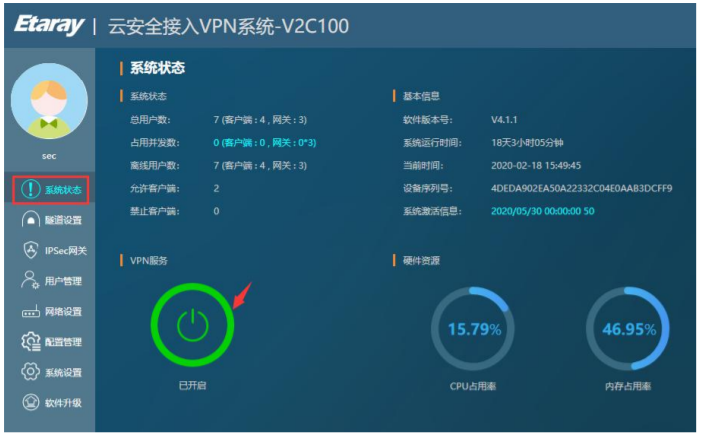 Etaray | 云安全接入VPN系统-V2C100
sec
系统状态
隧道设置
IPSec网关
用户管理
网络设置
配置管理
系统设置
软件升级
系统状态
系统状态
总用户数: 7 (客户端 : 4 , 网关 : 3)
占用并发数: 0 (客户端 : 0 , 网关 : 0*3)
离线用户数: 7 (客户端 : 4 , 网关 : 3)
允许客户端: 2
禁止客户端: 0
基本信息
软件版本号: V4.1.1
系统运行时间: 18天3小时05分钟
当前时间: 2020-02-18 15:49:45
设备序列号: 4DEDA902EA50A22332C04E0AAB3DCFF9
系统激活信息: 2020/05/30 00:00:00 50
VPN服务
已开启
硬件资源
15.79%
CPU占用率
46.95%
内存占用率